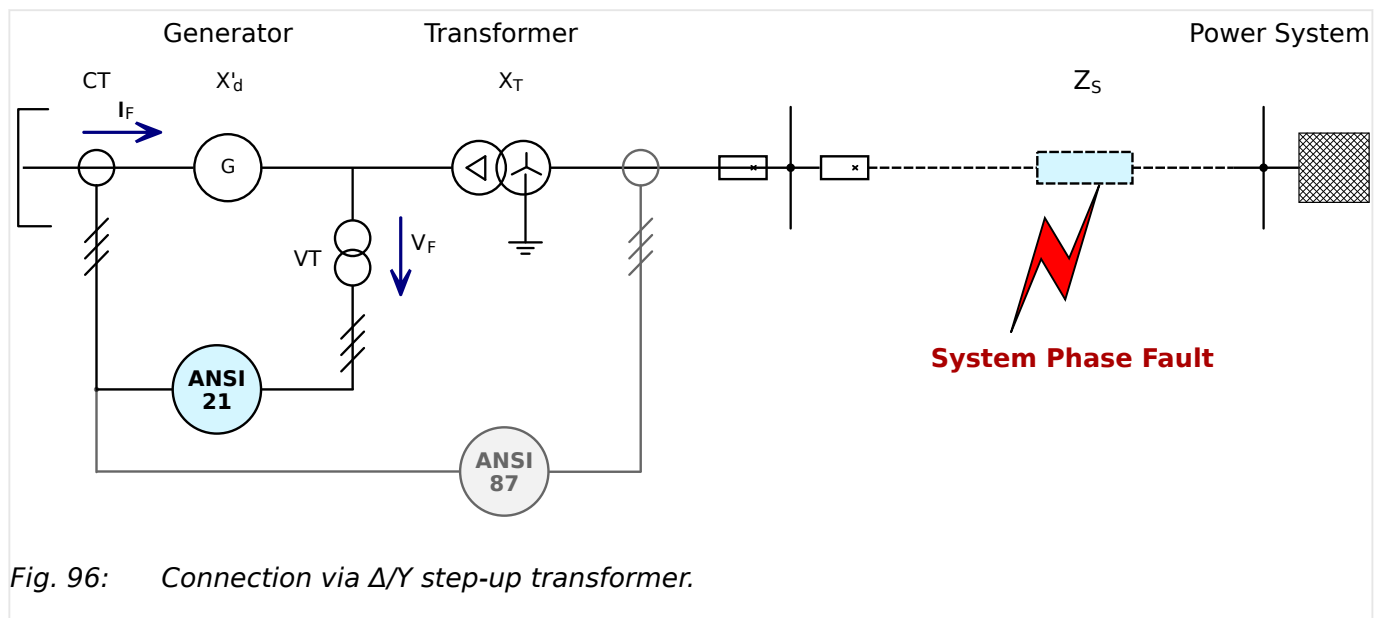 Generator Transformer Power System
CT X'd XT ZS
IF
G
VT VF
ANSI
21
System Phase Fault
ANSI
87
Fig. 96: Connection via Δ/Y step-up transformer.